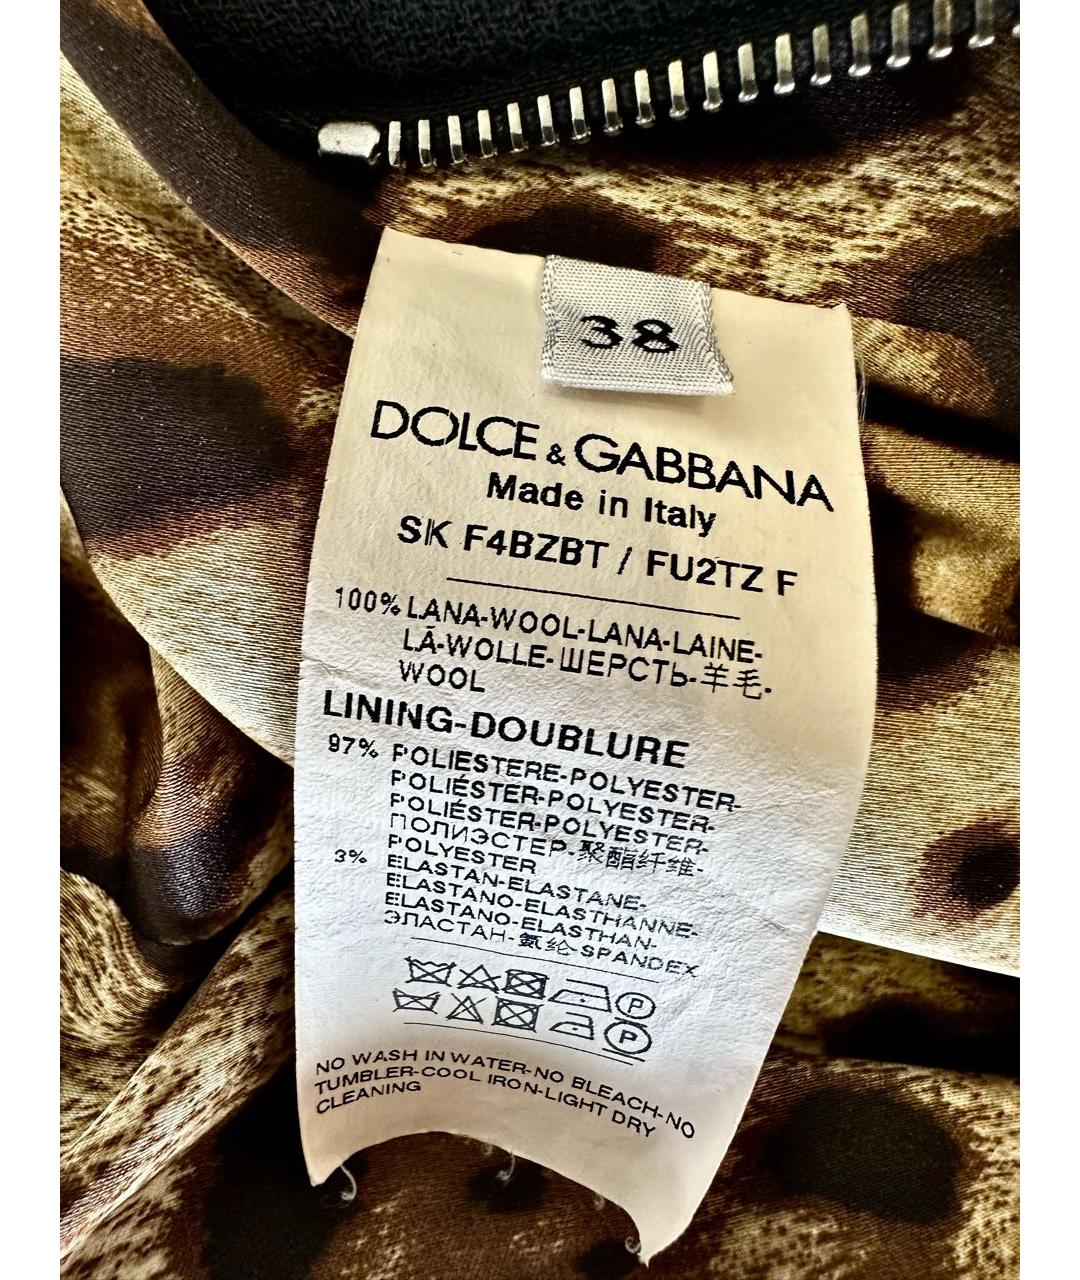 38
DOLCE & GABBANA
Made in Italy
SK F4BZBT / FU2TZ F
100% LANA-WOOL-LANA-LAINE-
LÃ-WOLLE-ШЕРСТЬ-羊毛-
WOOL
LINING-DOUBLURE
97% POLIESTERE-POLYESTER-
POLIÉSTER-POLYESTER-
POLIÉSTER-POLYESTER-
ПОЛИЭСТЕР-聚酯纤维-
POLYESTER
3% ELASTAN-ELASTANE-
ELASTANO-ELASTHANNE-
ELASTANO-ELASTHAN-
ЭЛАСТАН-氨纶-SPANDEX
P
P
NO WASH IN WATER-NO BLEACH-NO
TUMBLER-COOL IRON-LIGHT DRY
CLEANING